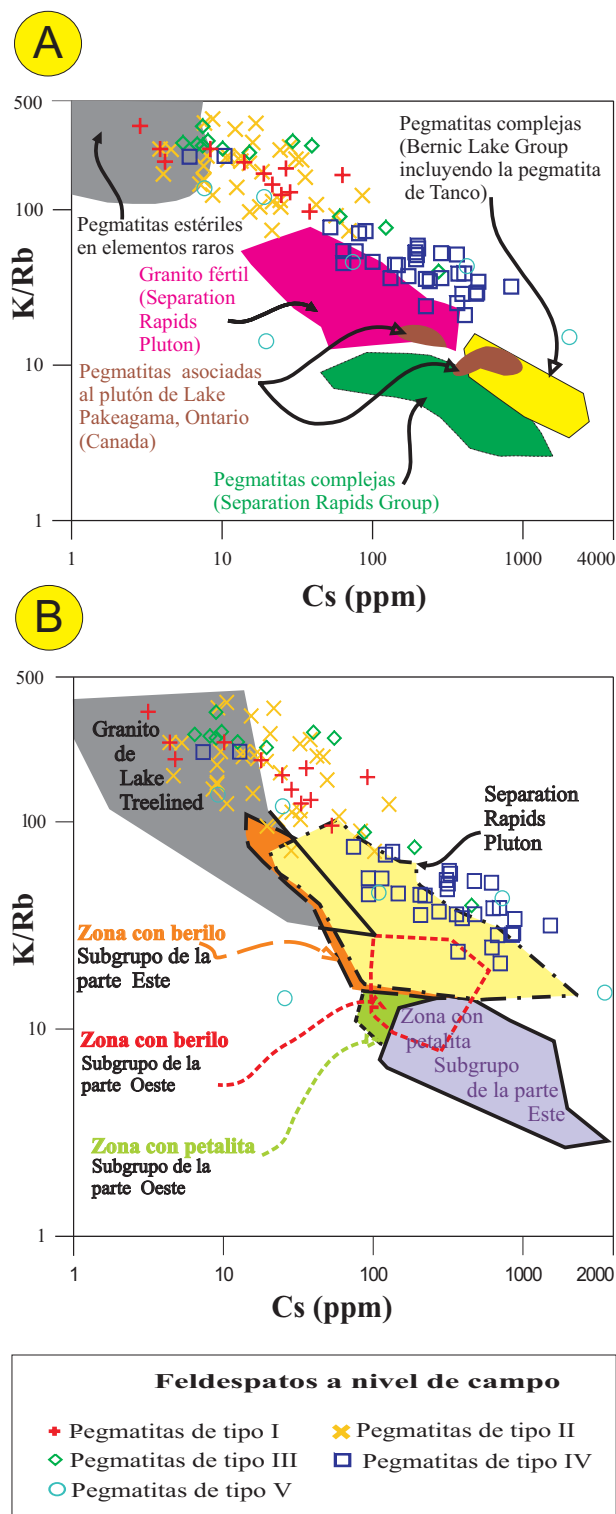 A
500
100
10
1
K/Rb
Pegmatitas complejas
(Bernic Lake Group
incluyendo la pegmatita
de Tanco)
Pegmatitas estériles
en elementos raros
Granito fértil
(Separation
Rapids
Pluton)
Pegmatitas asociadas
al plutón de Lake
Pakeagama, Ontario
(Canada)
Pegmatitas complejas
(Separation Rapids Group)
1
10
100
1000
4000
Cs (ppm)
B
500
100
10
1
K/Rb
Granito
de
Lake
Treelined
Separation
Rapids
Pluton
Zona con berilo
Subgrupo de la
parte Este
Zona con berilo
Subgrupo de la
parte Oeste
Zona con petalita
Subgrupo de la
parte Oeste
Zona con
petalita
Subgrupo
de la parte
Este
1
10
100
1000
2000
Cs (ppm)
Feldespatos a nivel de campo
Pegmatitas de tipo I
Pegmatitas de tipo II
Pegmatitas de tipo III
Pegmatitas de tipo IV
Pegmatitas de tipo V